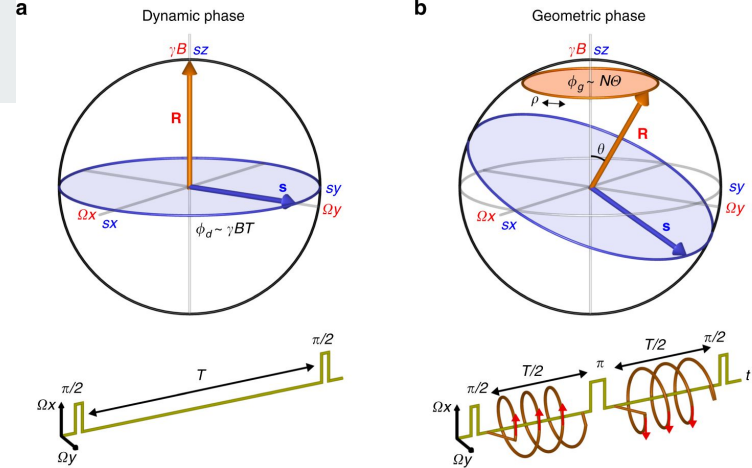 a
Dynamic phase
γB sz
R
s
sy
Ωx
sx
Ωy
ϕd ~ γBT
π/2
T
π/2
Ωx
Ωy
b
Geometric phase
γB sz
ϕg ~ NΘ
ρ
R
θ
sy
Ωx
sx
Ωy
s
π/2
T/2
π
T/2
π/2
t
Ωx
Ωy